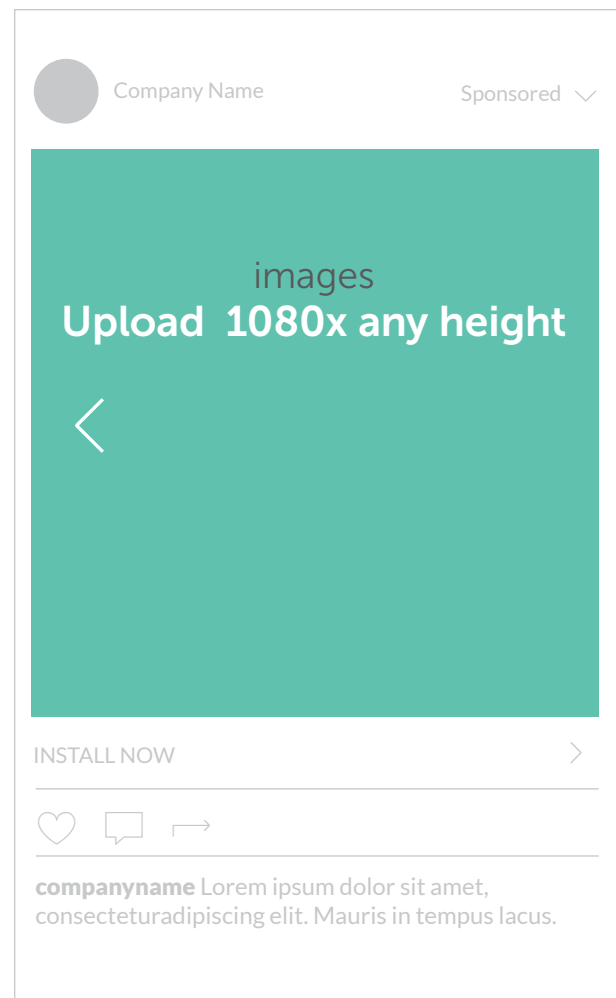 Company Name
Sponsored
images
Upload  1080x any height
INSTALL NOW
companyname Lorem ipsum dolor sit amet,
consecteturadipiscing elit. Mauris in tempus lacus.